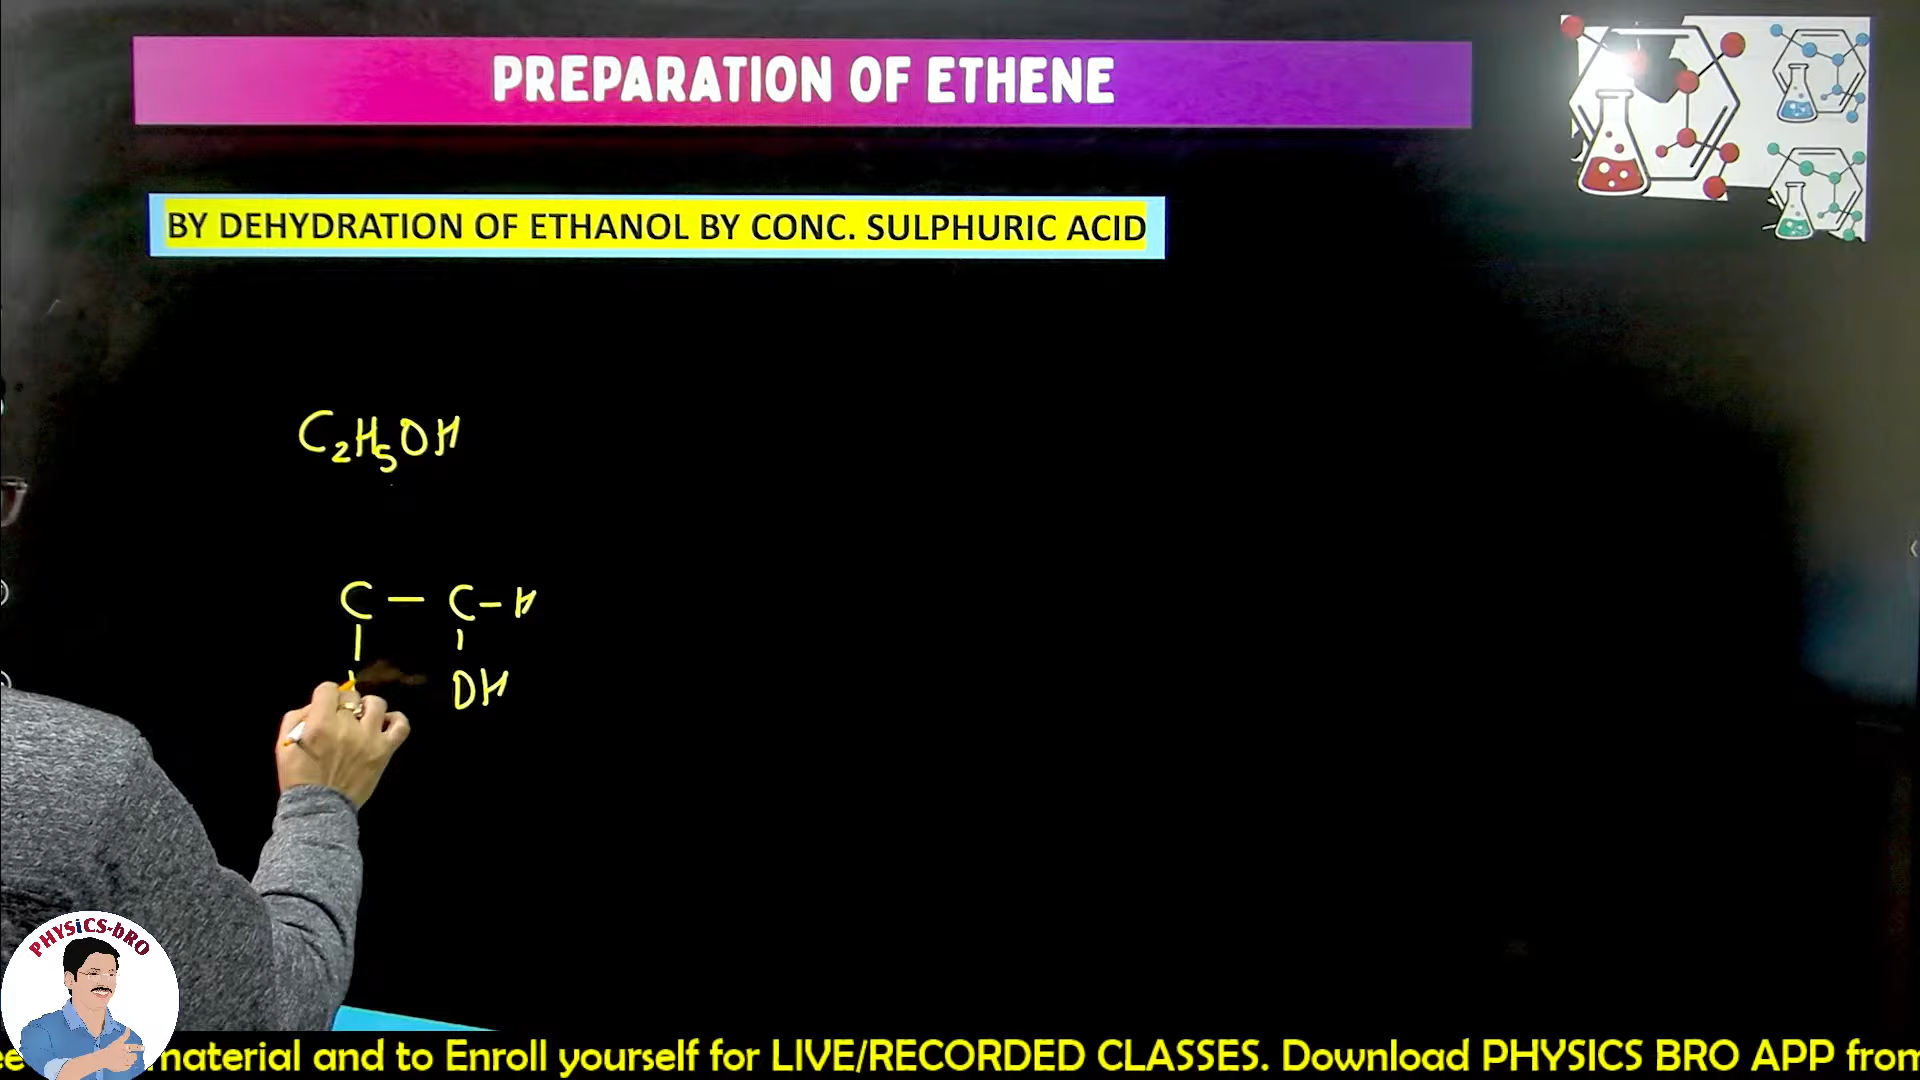 PREPARATION OF ETHENE
BY DEHYDRATION OF ETHANOL BY CONC. SULPHURIC ACID
C₂H₅OH
C – C – H
OH
PHYSiCS-bRO
material and to Enroll yourself for LIVE/RECORDED CLASSES. Download PHYSICS BRO APP from